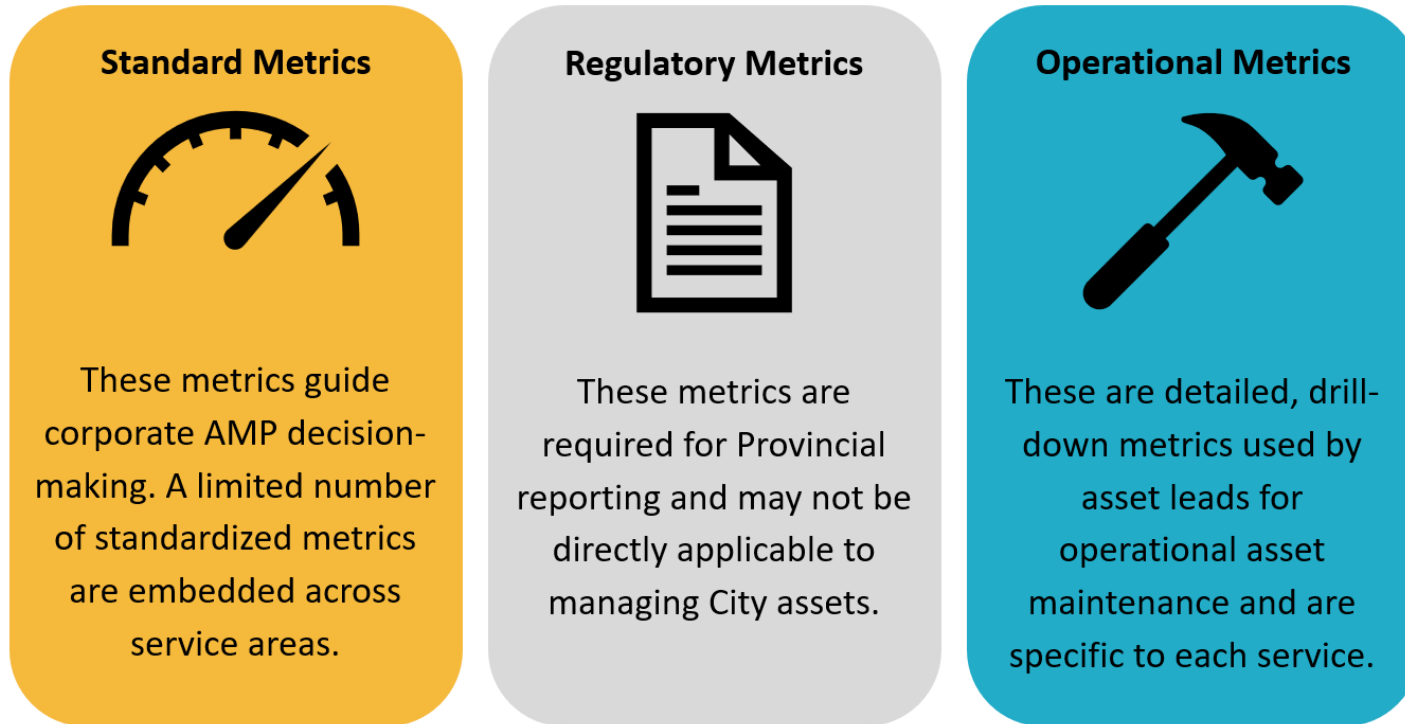 Standard Metrics
These metrics guide
corporate AMP decision-
making. A limited number
of standardized metrics
are embedded across
service areas.
Regulatory Metrics
These metrics are
required for Provincial
reporting and may not be
directly applicable to
managing City assets.
Operational Metrics
These are detailed, drill-
down metrics used by
asset leads for
operational asset
maintenance and are
specific to each service.